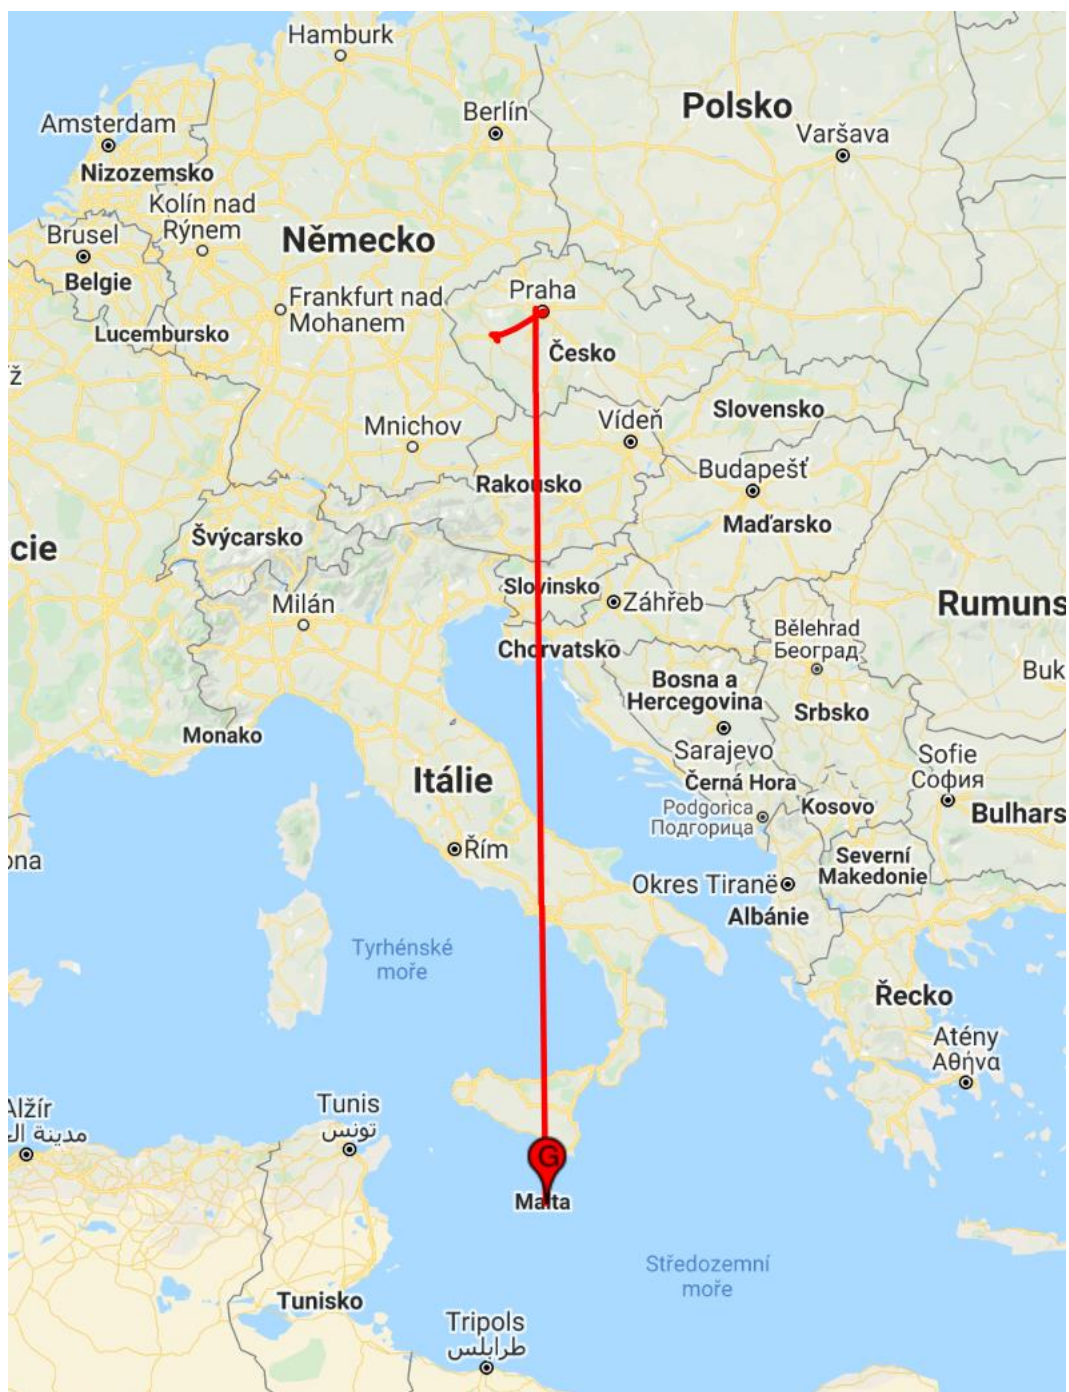 Hamburk
Berlín
Polsko
Varšava
Amsterdam
Nizozemsko
Kolín nad
Rýnem
Brusel
Německo
Belgie
Praha
Frankfurt nad
Mohanem
Lucembursko
Česko
ž
Mnichov
Vídeň
Slovensko
Budapešť
Rakousko
Maďarsko
Švýcarsko
cie
Slovinsko
Milán
Záhřeb
Rumuns
Chorvatsko
Bělehrad
Београд
Bosna a
Hercegovina
Buk
Srbsko
Monako
Sarajevo
Sofie
София
Itálie
Černá Hora
Podgorica
Подгорица
Kosovo
Bulhars
Řím
ona
Severní
Makedonie
Okres Tiranë
Albánie
Tyrhénské
moře
Řecko
Atény
Αθήνα
Alžír
مدينة ال
Tunis
تونس
G
Malta
Středozemní
moře
Tunisko
Tripols
طرابلس